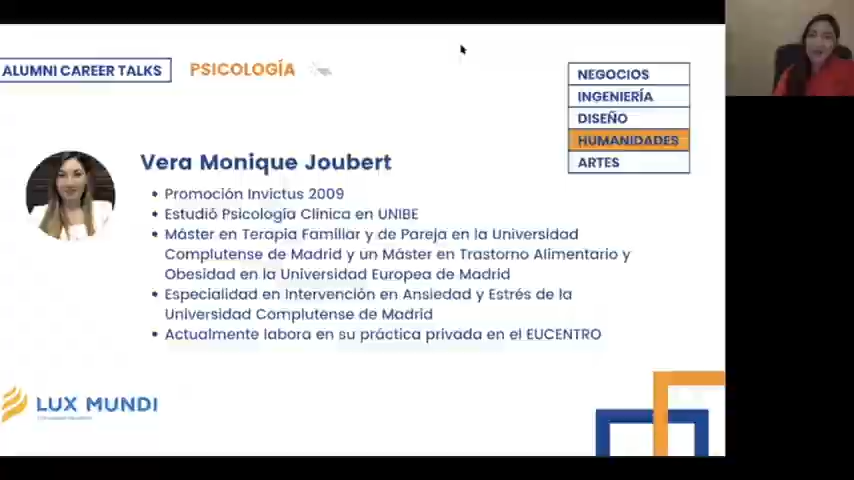 ALUMNI CAREER TALKS
PSICOLOGÍA
NEGOCIOS
INGENIERÍA
DISEÑO
HUMANIDADES
ARTES
Vera Monique Joubert
• Promoción Invictus 2009
• Estudió Psicología Clínica en UNIBE
• Máster en Terapia Familiar y de Pareja en la Universidad
Complutense de Madrid y un Máster en Trastorno Alimentario y
Obesidad en la Universidad Europea de Madrid
• Especialidad en Intervención en Ansiedad y Estrés de la
Universidad Complutense de Madrid
• Actualmente labora en su práctica privada en el EUCENTRO
LUX MUNDI